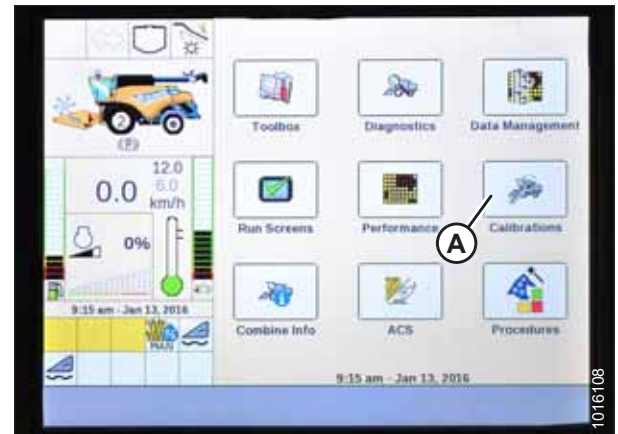 Toolbox Diagnostics Data Management
12.0
0.0 6.0
km/h
Run Screens Performance Calibrations
A
0%
9:15 am - Jan 13, 2016
MAN
Combine Info ACS Procedures
9:15 am - Jan 13, 2016
1016108